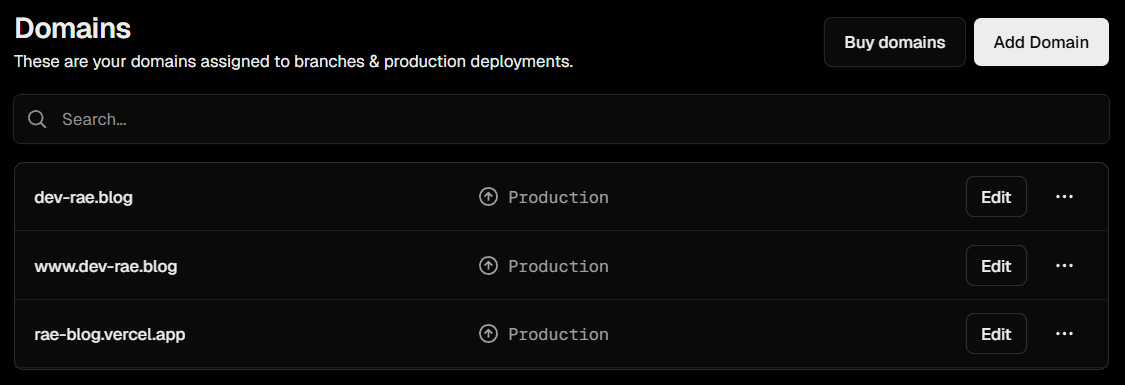 Domains
These are your domains assigned to branches & production deployments.
Buy domains
Add Domain
Search...
dev-rae.blog Production Edit
www.dev-rae.blog Production Edit
rae-blog.vercel.app Production Edit